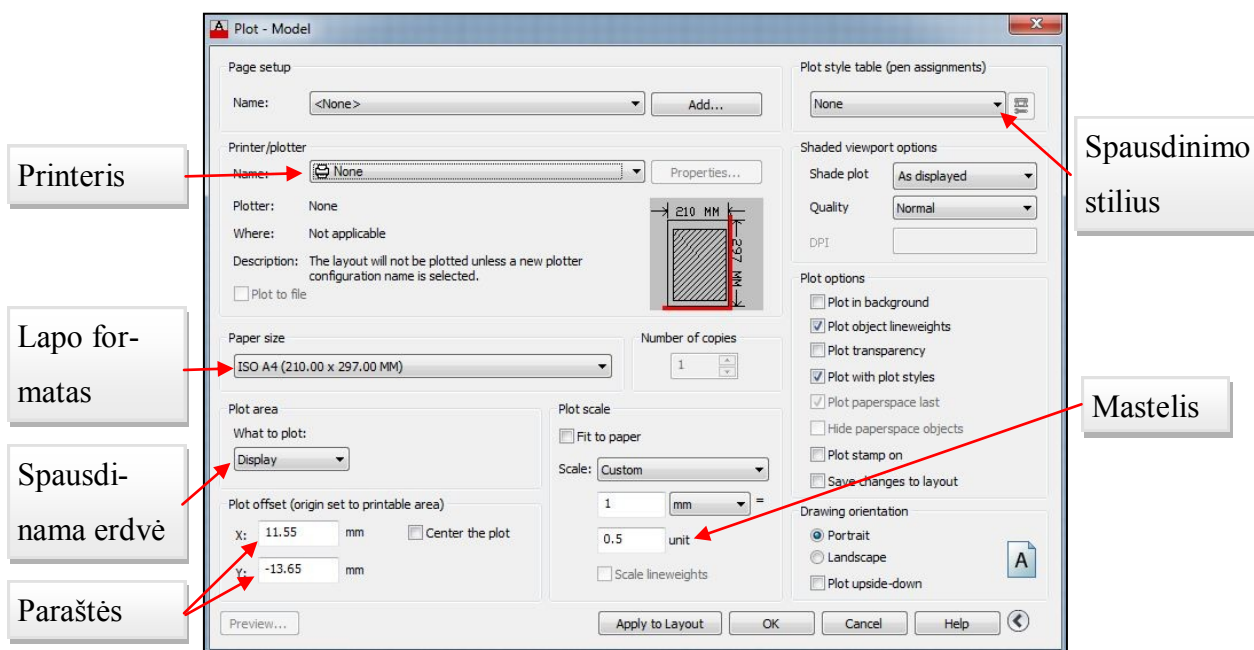 Plot - Model
Page setup
Name: <None> Add...
Plot style table (pen assignments)
None
Printeris
Printer/plotter
Name: None Properties...
Plotter: None
Where: Not applicable
Description: The layout will not be plotted unless a new plotter
configuration name is selected.
Plot to file
210 MM
297 MM
Shaded viewport options
Shade plot As displayed
Quality Normal
DPI
Spausdinimo
stilius
Lapo for-
matas
Paper size
ISO A4 (210.00 x 297.00 MM)
Number of copies
1
Plot options
Plot in background
Plot object lineweights
Plot transparency
Plot with plot styles
Plot paperspace last
Hide paperspace objects
Plot stamp on
Save changes to layout
Mastelis
Spausdi-
nama erdvė
Plot area
What to plot:
Display
Plot scale
Fit to paper
Scale: Custom
1 mm =
0.5 unit
Scale lineweights
Paraštės
Plot offset (origin set to printable area)
X: 11.55 mm Center the plot
Y: -13.65 mm
Drawing orientation
Portrait
Landscape
Plot upside-down
A
Preview... Apply to Layout OK Cancel Help